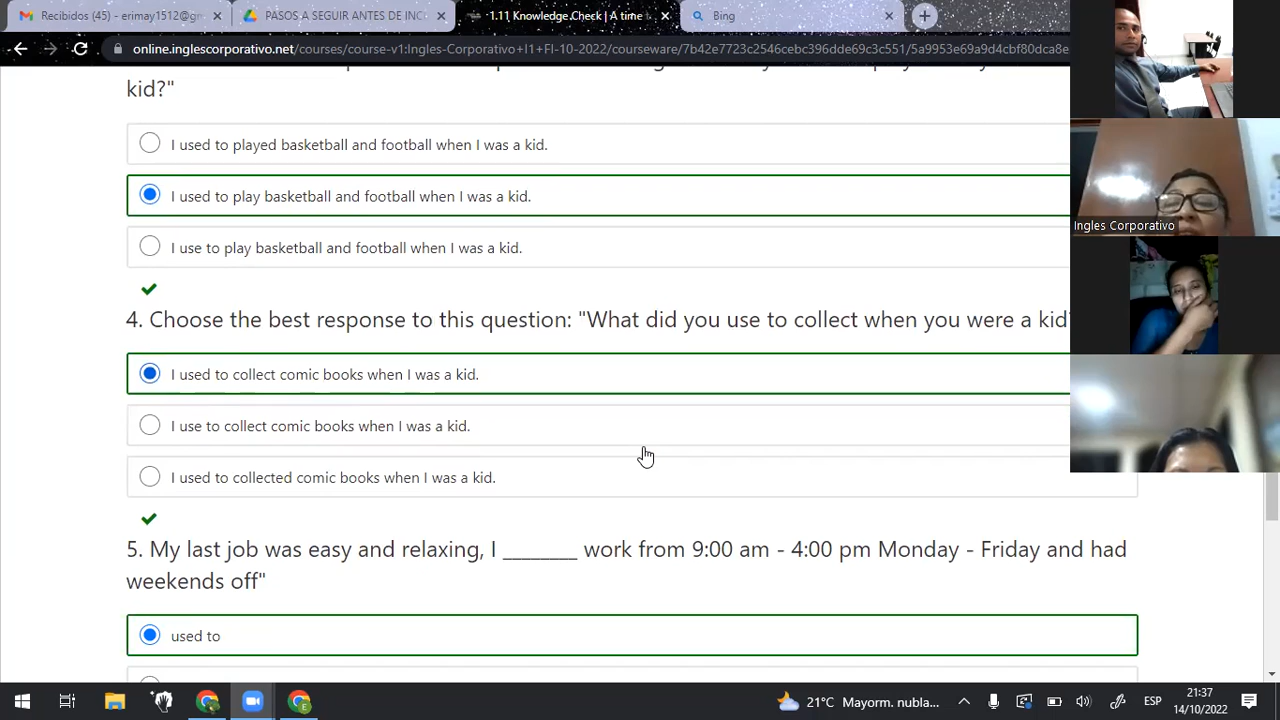 Recibidos (45) - erimay1512@g
PASOS A SEGUIR ANTES DE INC
1.11 Knowledge Check | A time
Bing
online.inglescorporativo.net/courses/course-v1:Ingles-Corporativo+I1+FI-10-2022/courseware/7b42e7723c2546cebc396dde69c3c551/5a9953e69a9d4cbf80dca8e
kid?"
I used to played basketball and football when I was a kid.
I used to play basketball and football when I was a kid.
I use to play basketball and football when I was a kid.
4. Choose the best response to this question: "What did you use to collect when you were a kid?
I used to collect comic books when I was a kid.
I use to collect comic books when I was a kid.
I used to collected comic books when I was a kid.
5. My last job was easy and relaxing, I ________ work from 9:00 am - 4:00 pm Monday - Friday and had
weekends off"
used to
Ingles Corporativo
21°C Mayorm. nubla...
ESP
21:37
14/10/2022